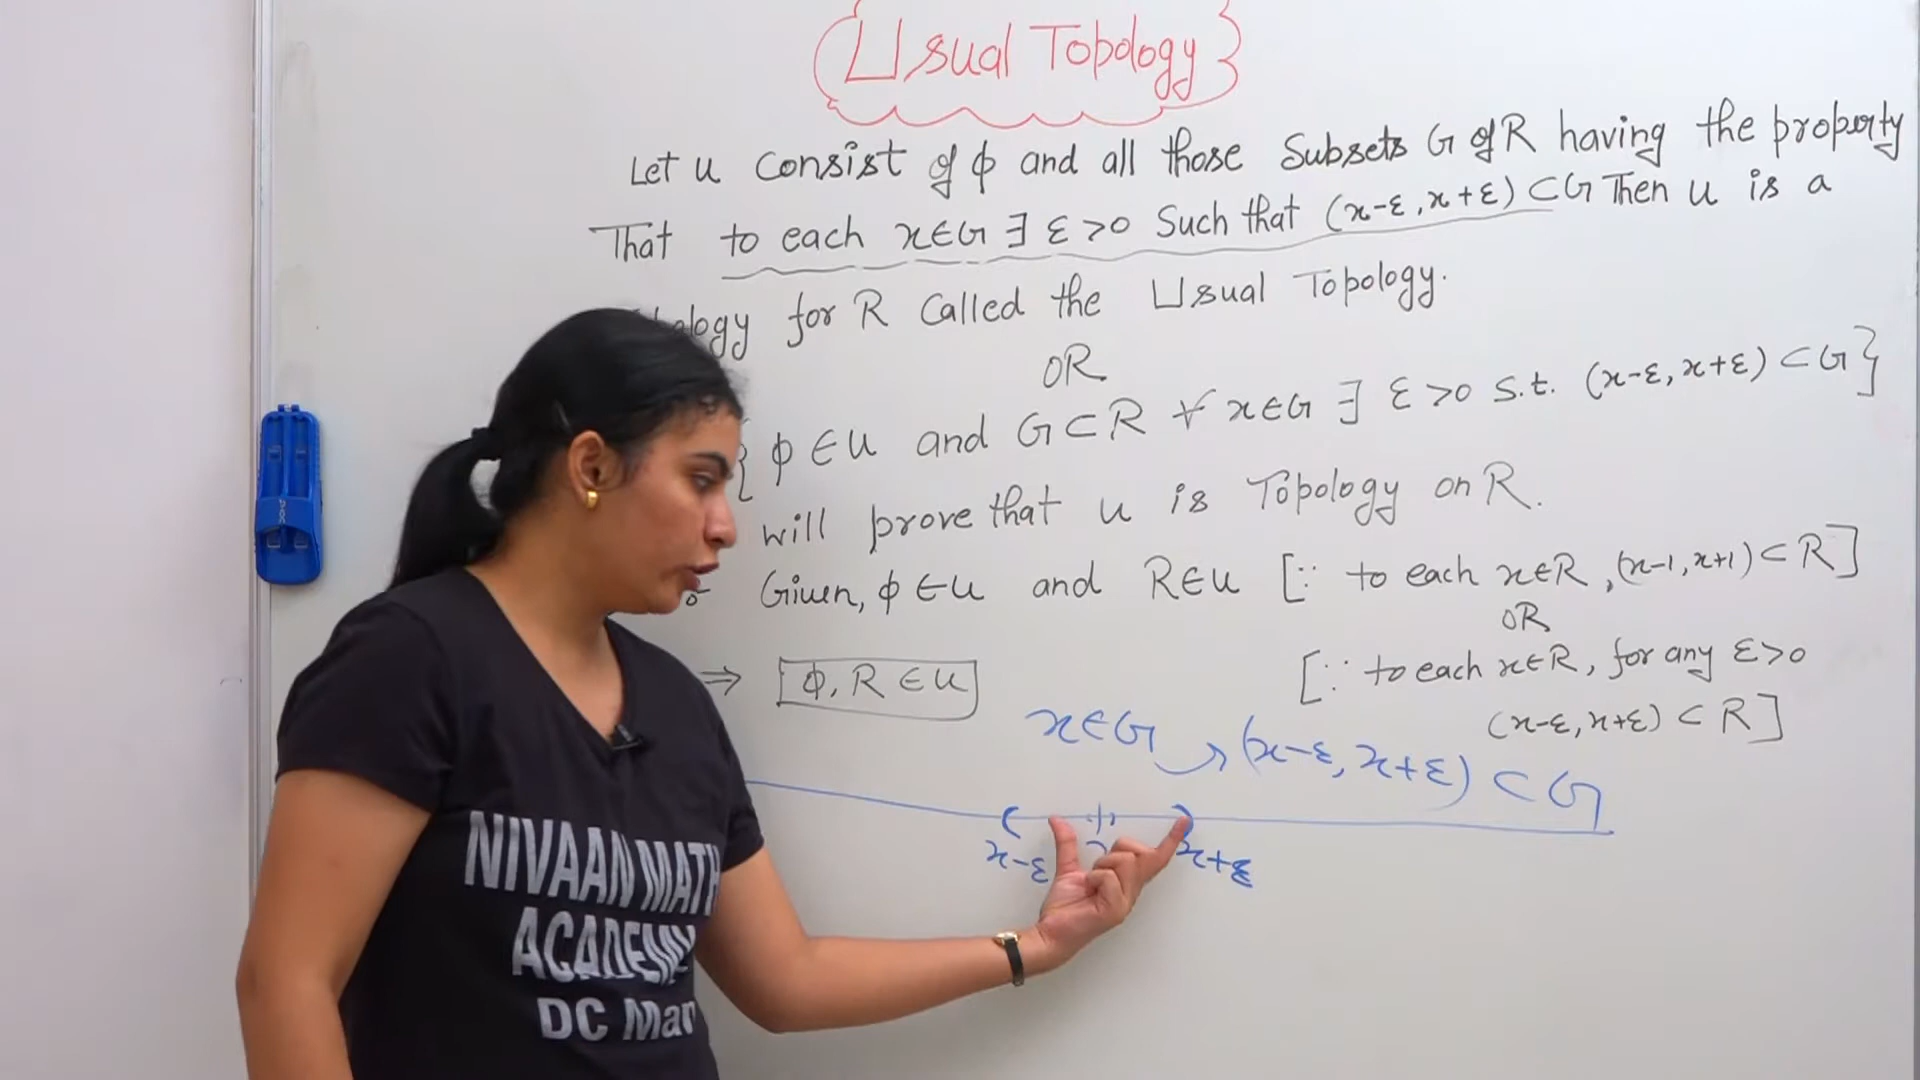 Usual Topology
Let U Consist of ϕ and all those Subsets G of R having the property
That to each x∈G ∃ ε>0 Such that (x-ε, x+ε) ⊂ G Then U is a
for R Called the Usual Topology.
OR
{ ϕ ∈ U and G ⊂ R ∀ x∈G ∃ ε>0 s.t. (x-ε, x+ε) ⊂ G }
will prove that U is Topology on R.
Given, ϕ ∈ U and R∈U [∵ to each x∈R, (x-1, x+1) ⊂ R]
OR
⇒ ϕ, R ∈ U [∵ to each x∈R, for any ε>0
(x-ε, x+ε) ⊂ R]
x∈G → (x-ε, x+ε) ⊂ G
x-ε x+ε
NIVAAN MATH
ACADEMY
DC Mar